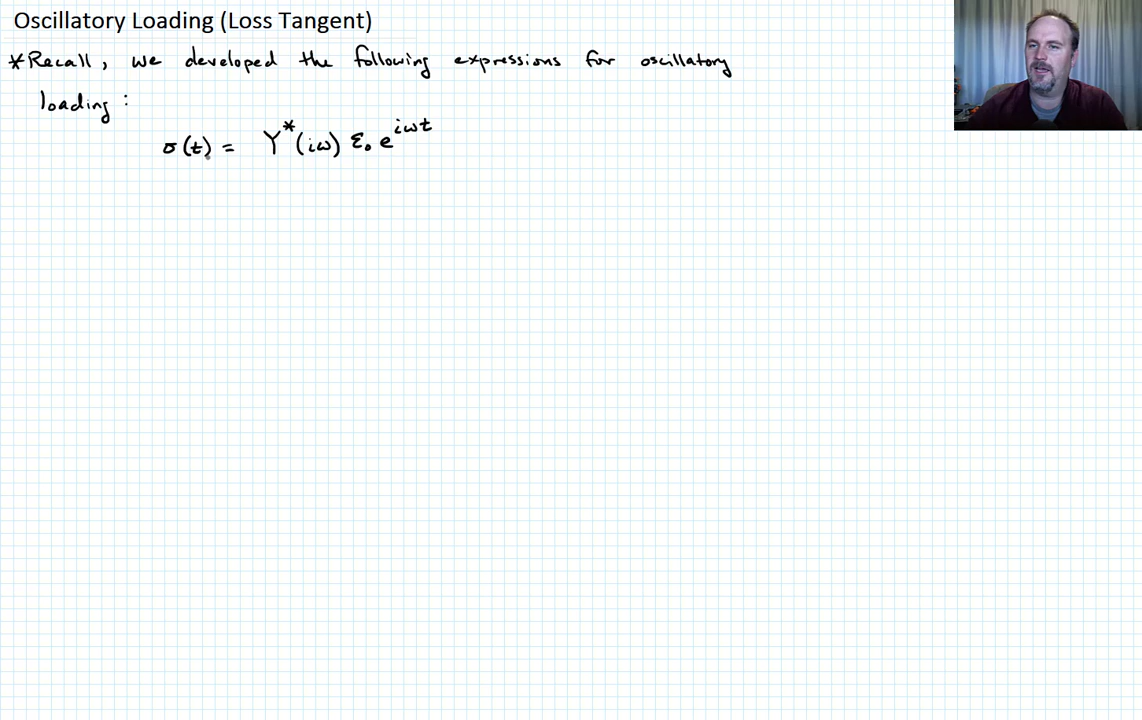 Oscillatory Loading (Loss Tangent)
*Recall, we developed the following expressions for oscillatory
loading:
σ(t) = Y*(iω) ε₀ e^{iωt}